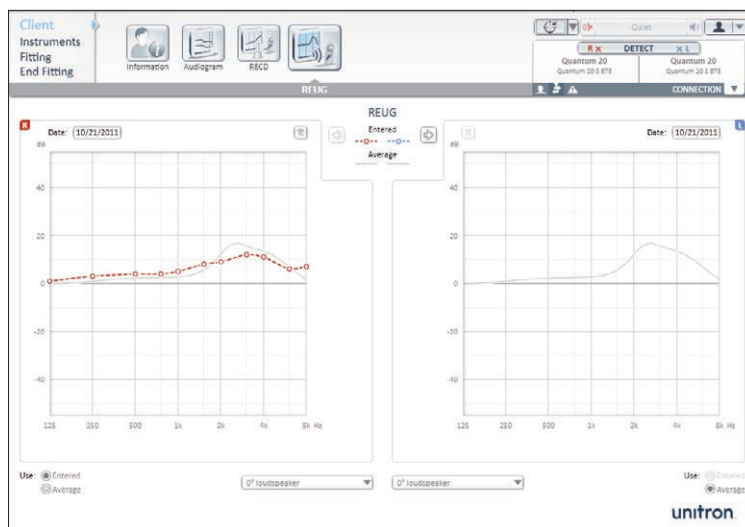 Client
Instruments
Fitting
End Fitting
Information
Audiogram
RECD
Quiet
R X DETECT X L
Quantum 20
Quantum 20 S BTE
Quantum 20
Quantum 20 S BTE
REUG
CONNECTION
R
Date: 10/21/2011
REUG
Entered
Average
Date: 10/21/2011
L
dB
40
20
0
-20
-40
125 250 500 1k 2k 4k 8k Hz
dB
40
20
0
-20
-40
125 250 500 1k 2k 4k 8k Hz
Use: Entered
Average
0° loudspeaker
0° loudspeaker
Use: Entered
Average
unitron